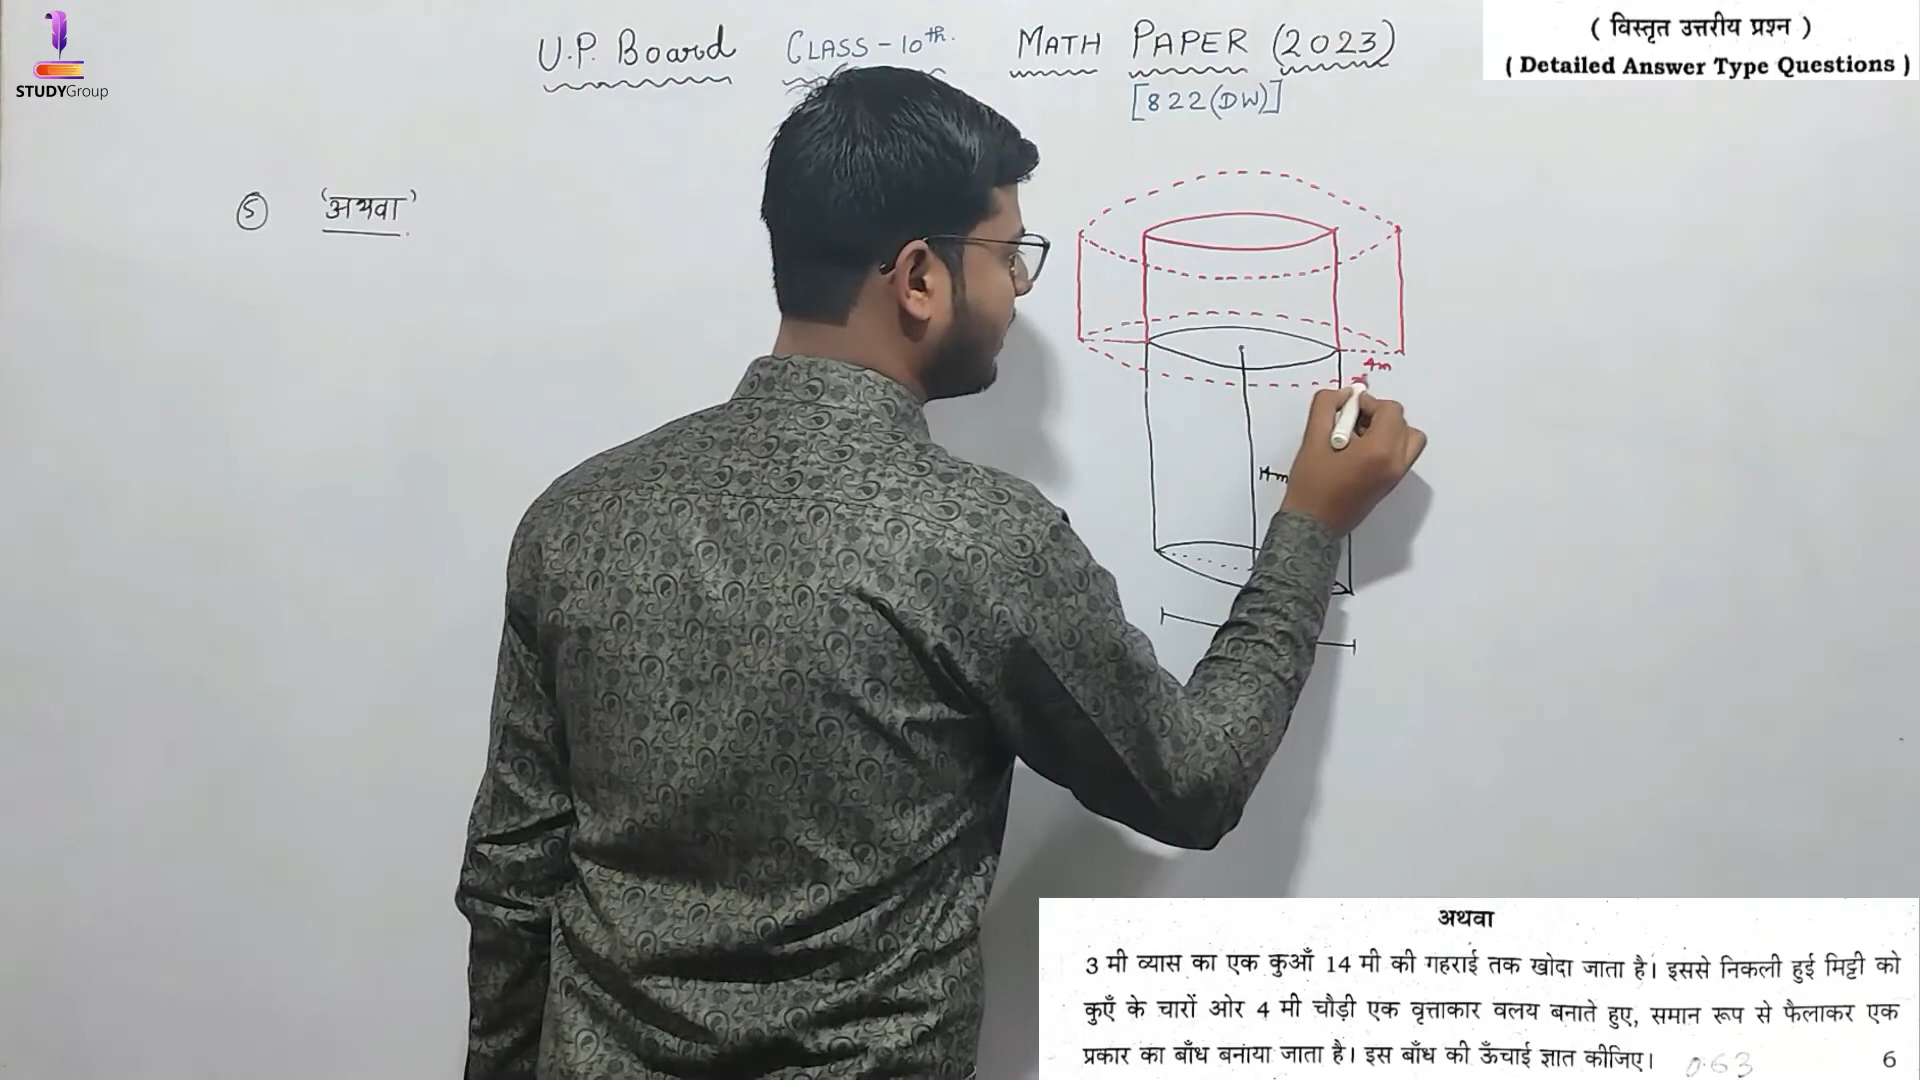 STUDYGroup
U.P. Board CLASS-10th. MATH PAPER (2023)
[822(DW)]
( विस्तृत उत्तरीय प्रश्न )
( Detailed Answer Type Questions )
5 'अथवा'
4m
14m
अथवा
3 मी व्यास का एक कुआँ 14 मी की गहराई तक खोदा जाता है। इससे निकली हुई मिट्टी को
कुएँ के चारों ओर 4 मी चौड़ी एक वृत्ताकार वलय बनाते हुए, समान रूप से फैलाकर एक
प्रकार का बाँध बनाया जाता है। इस बाँध की ऊँचाई ज्ञात कीजिए। 0.63 6